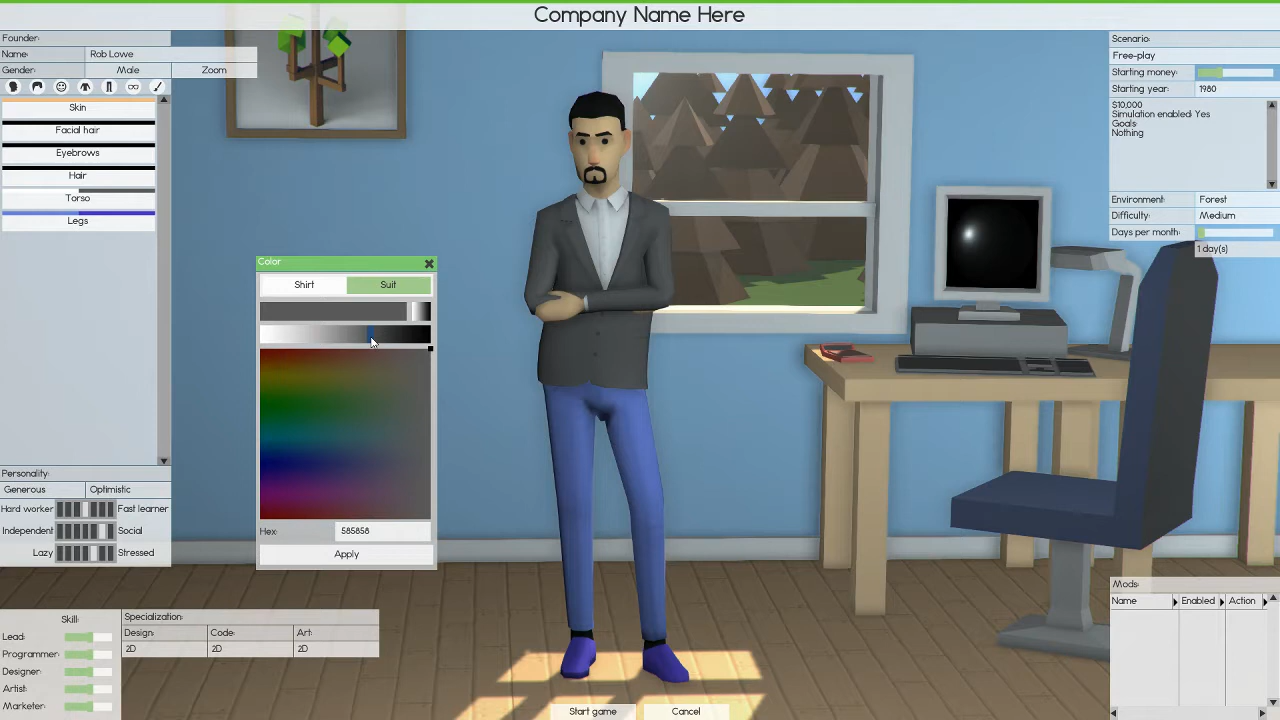 Company Name Here
Founder:
Name: Rob Lowe
Gender: Male Zoom
Skin
Facial hair
Eyebrows
Hair
Torso
Legs
Personality:
Generous Optimistic
Hard worker Fast learner
Independent Social
Lazy Stressed
Skill:
Lead:
Programmer:
Designer:
Artist:
Marketer:
Specialization:
Design: Code: Art:
2D 2D 2D
Color
Shirt Suit
Hex: 585858
Apply
Start game Cancel
Scenario:
Free-play
Starting money:
Starting year: 1980
$10,000
Simulation enabled: Yes
Goals:
Nothing
Environment: Forest
Difficulty: Medium
Days per month:
1 day(s)
Mods:
Name Enabled Action